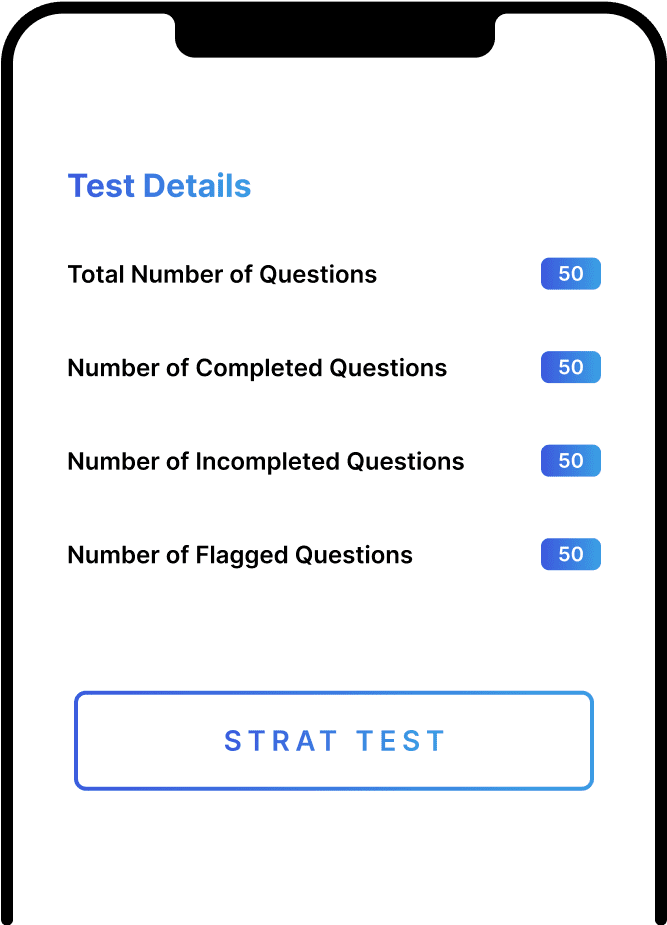 Test Details
Total Number of Questions 50
Number of Completed Questions 50
Number of Incompleted Questions 50
Number of Flagged Questions 50
STRAT TEST